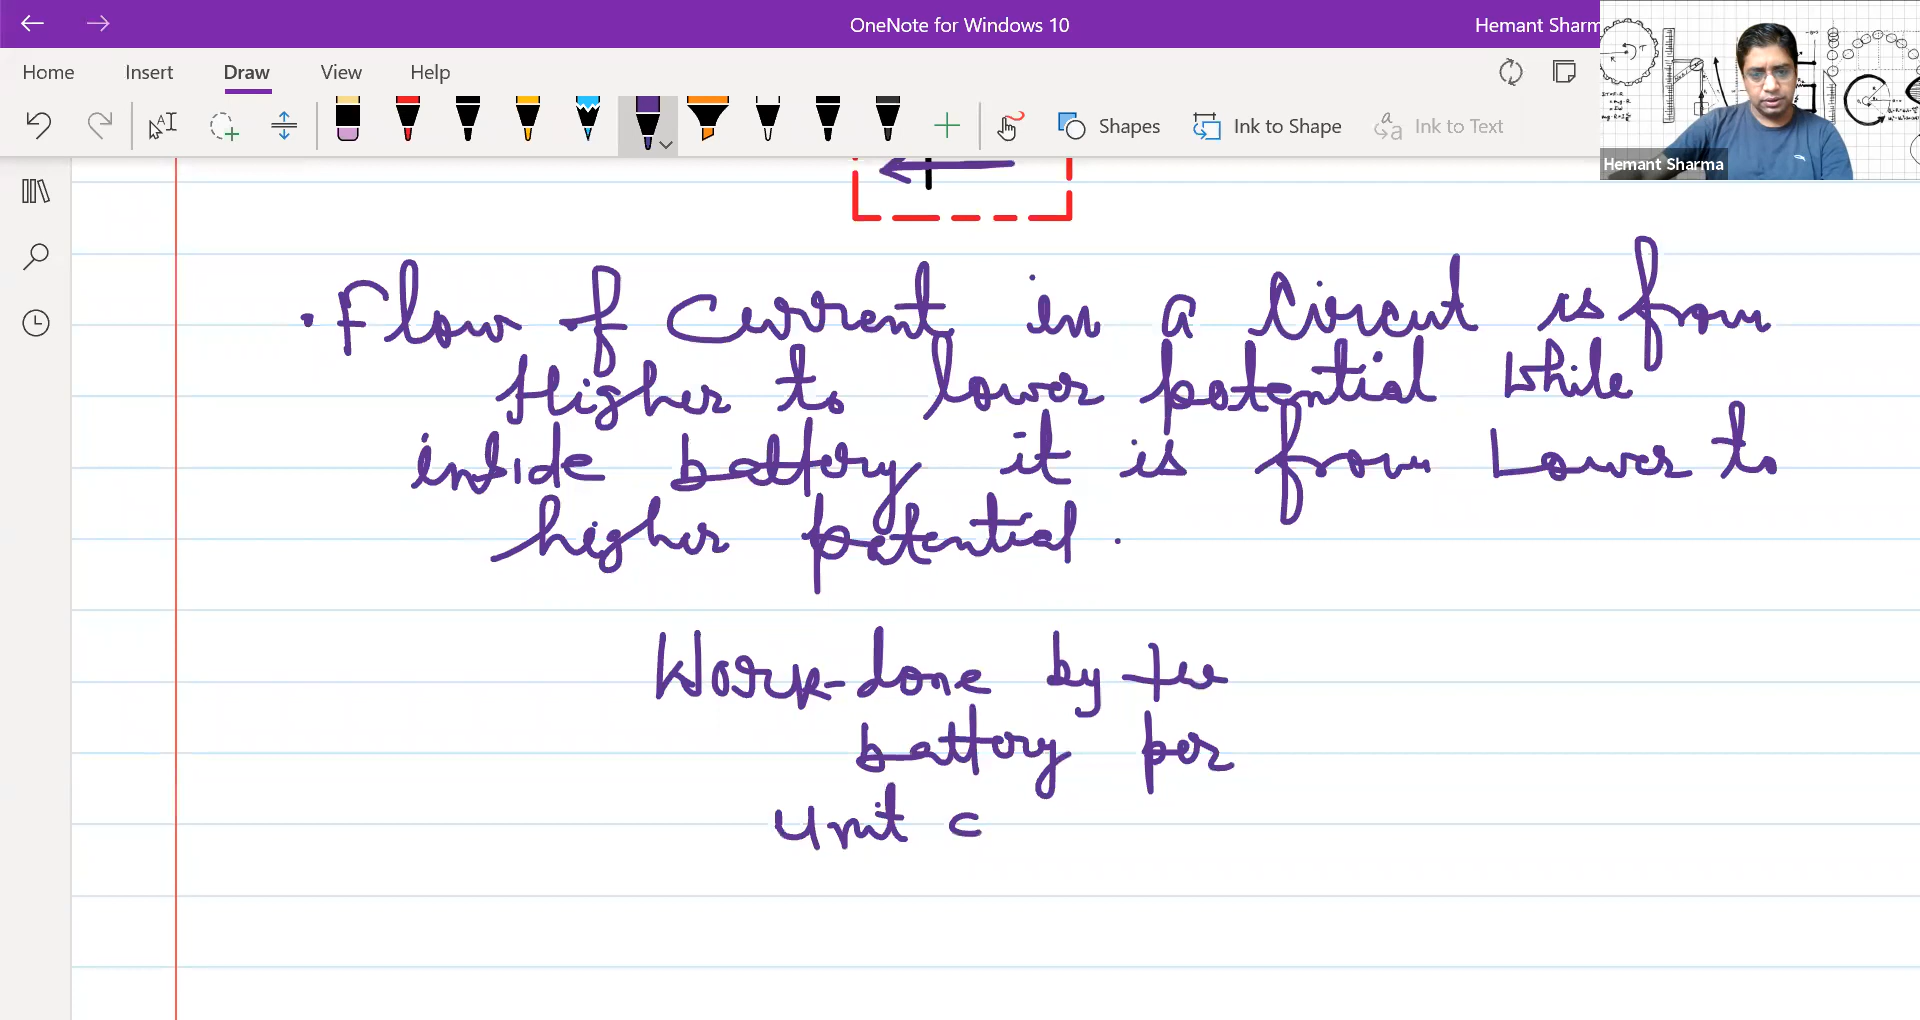 OneNote for Windows 10
Hemant Sharm
Home Insert Draw View Help
Shapes Ink to Shape Ink to Text
Hemant Sharma
• Flow of Current in a Circut is from
Higher to lower potential While
inside battery it is from Lower to
higher potential .
Work-done by the
battery per
Unit c